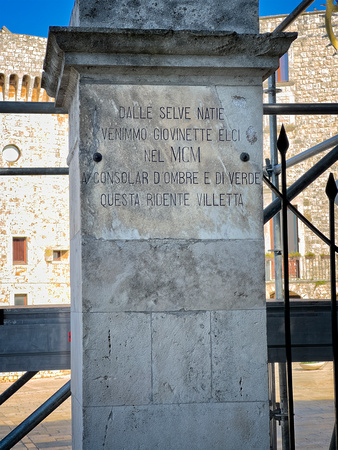 DALLE SELVE NATIE
VENIMMO GIOVINETTE ELCI
NEL MCM
A CONSOLAR D'OMBRE E DI VERDE
QUESTA RIDENTE VILLETTA